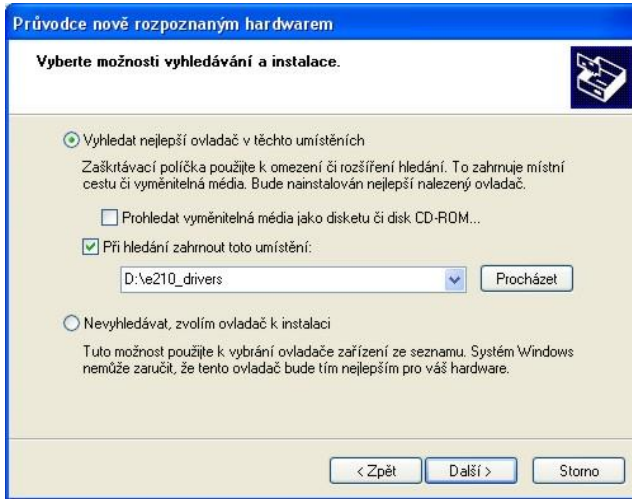 Průvodce nově rozpoznaným hardwarem
Vyberte možnosti vyhledávání a instalace.
Vyhledat nejlepší ovladač v těchto umístěních
Zaškrtávací políčka použijte k omezení či rozšíření hledání. To zahrnuje místní
cestu či vyměnitelná média. Bude nainstalován nejlepší nalezený ovladač.
Prohledat vyměnitelná média jako disketu či disk CD-ROM...
Při hledání zahrnout toto umístění:
D:\e210_drivers
Procházet
Nevyhledávat, zvolím ovladač k instalaci
Tuto možnost použijte k vybrání ovladače zařízení ze seznamu. Systém Windows
nemůže zaručit, že tento ovladač bude tím nejlepším pro váš hardware.
< Zpět Další > Storno